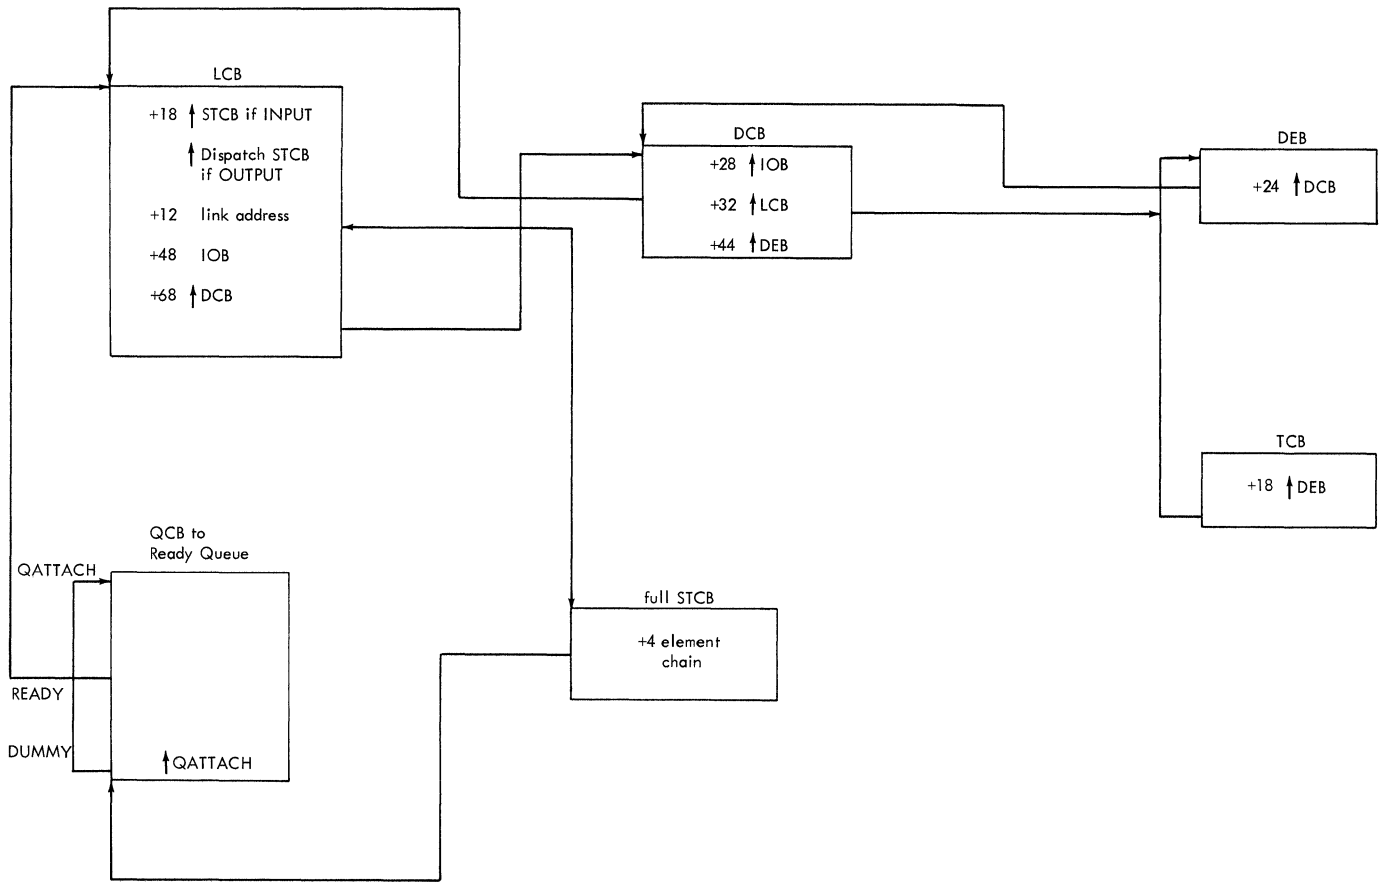 LCB
+18 ↑ STCB if INPUT
↑ Dispatch STCB
if OUTPUT
+12 link address
+48 IOB
+68 ↑ DCB
DCB
+28 ↑ IOB
+32 ↑ LCB
+44 ↑ DEB
DEB
+24 ↑ DCB
TCB
+18 ↑ DEB
QCB to
Ready Queue
QATTACH
READY
DUMMY
↑ QATTACH
full STCB
+4 element
chain